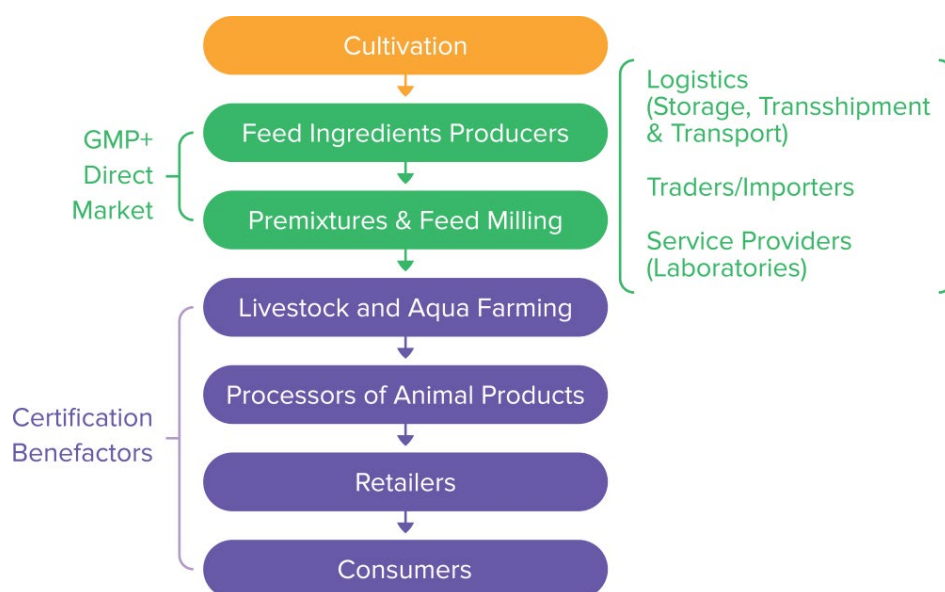 Cultivation
Feed Ingredients Producers
Premixtures & Feed Milling
Livestock and Aqua Farming
Processors of Animal Products
Retailers
Consumers
GMP+
Direct
Market
Certification
Benefactors
Logistics
(Storage, Transshipment
& Transport)
Traders/Importers
Service Providers
(Laboratories)